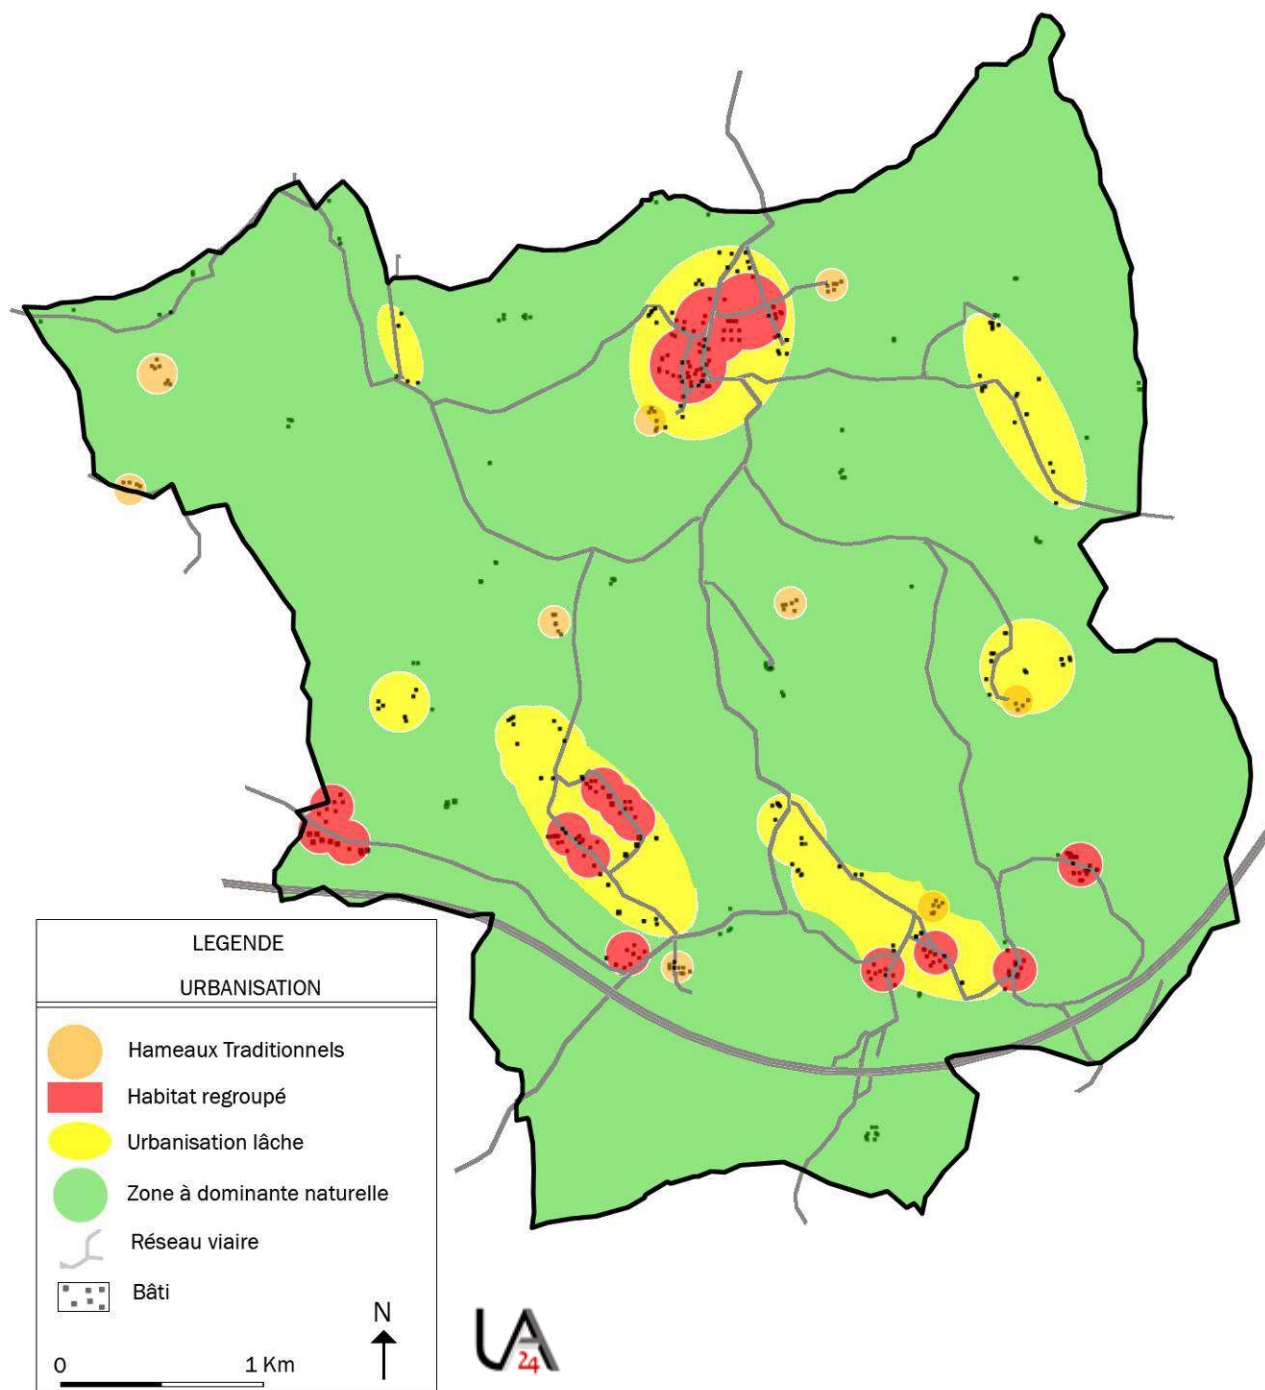 LEGENDE
URBANISATION
Hameaux Traditionnels
Habitat regroupé
Urbanisation lâche
Zone à dominante naturelle
Réseau viaire
Bâti
N
0 1 Km
UA
24